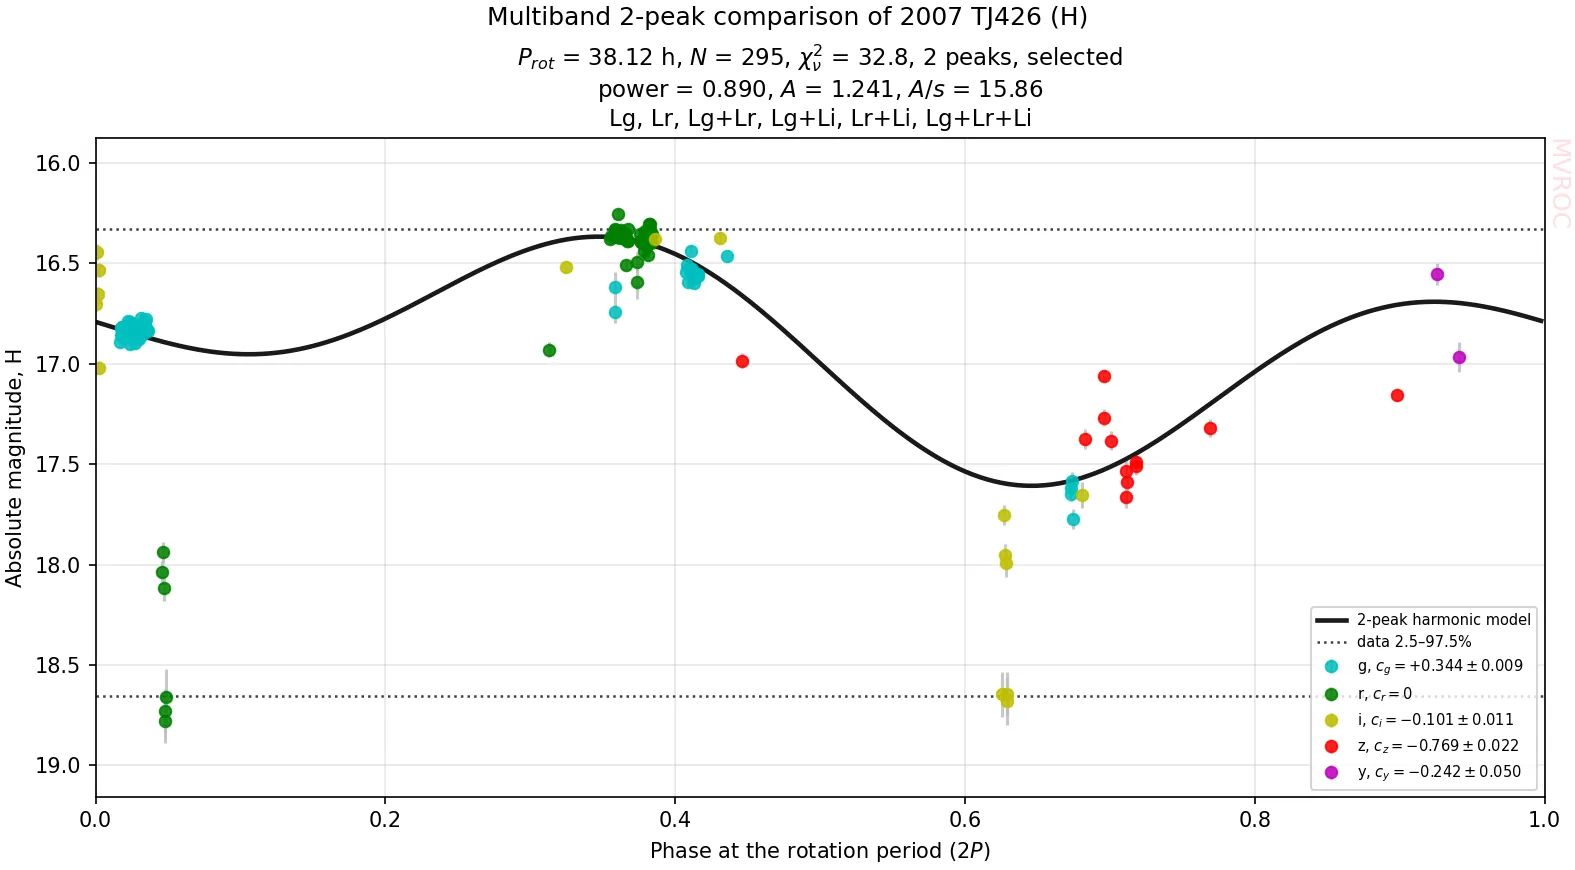 Multiband 2-peak comparison of 2007 TJ426 (H)
P_rot = 38.12 h, N = 295, χ²_ν = 32.8, 2 peaks, selected
power = 0.890, A = 1.241, A/s = 15.86
Lg, Lr, Lg+Lr, Lg+Li, Lr+Li, Lg+Lr+Li
MVROC
Absolute magnitude, H
16.0
16.5
17.0
17.5
18.0
18.5
19.0
2-peak harmonic model
data 2.5–97.5%
g, c_g = +0.344 ± 0.009
r, c_r = 0
i, c_i = −0.101 ± 0.011
z, c_z = −0.769 ± 0.022
y, c_y = −0.242 ± 0.050
0.0 0.2 0.4 0.6 0.8 1.0
Phase at the rotation period (2P)